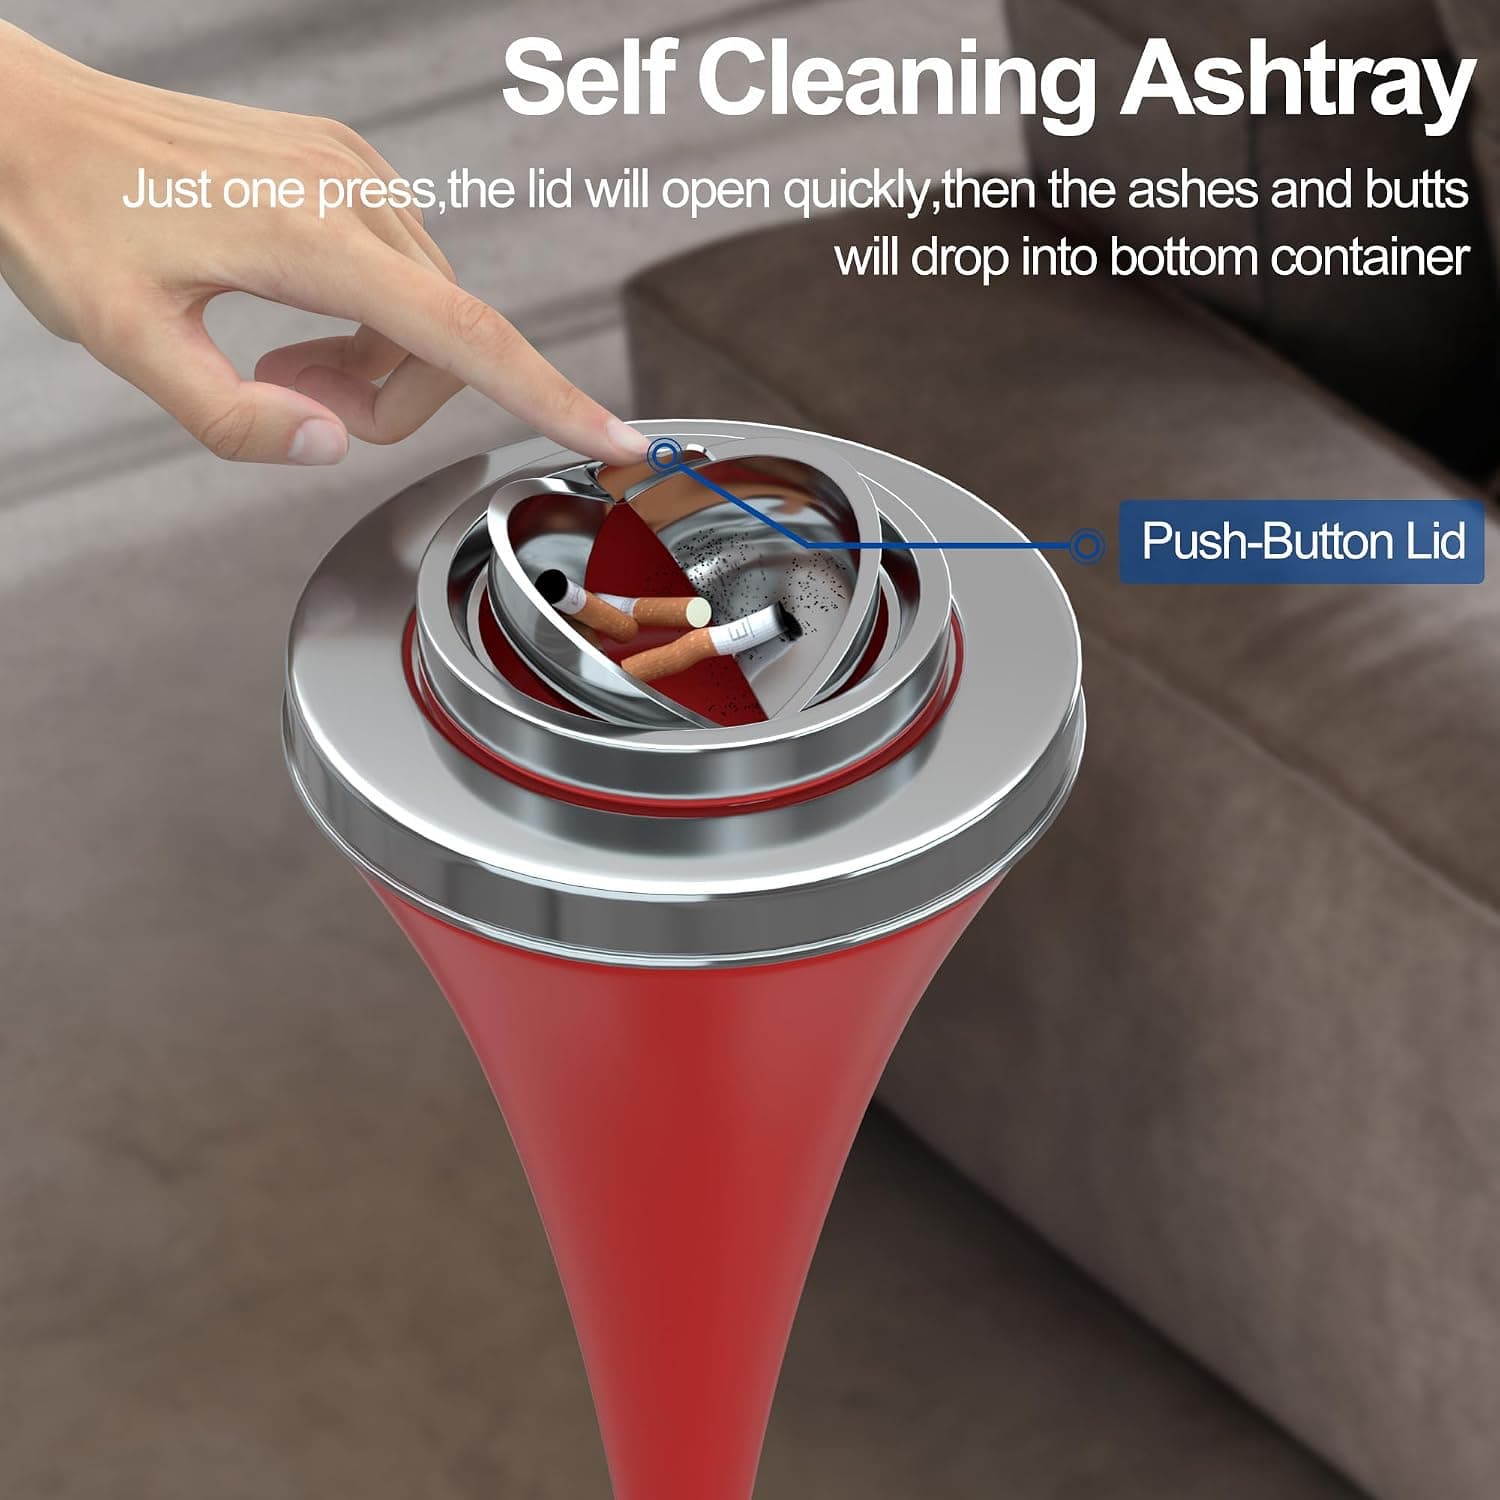 Self Cleaning Ashtray
Just one press,the lid will open quickly,then the ashes and butts
will drop into bottom container
Push-Button Lid